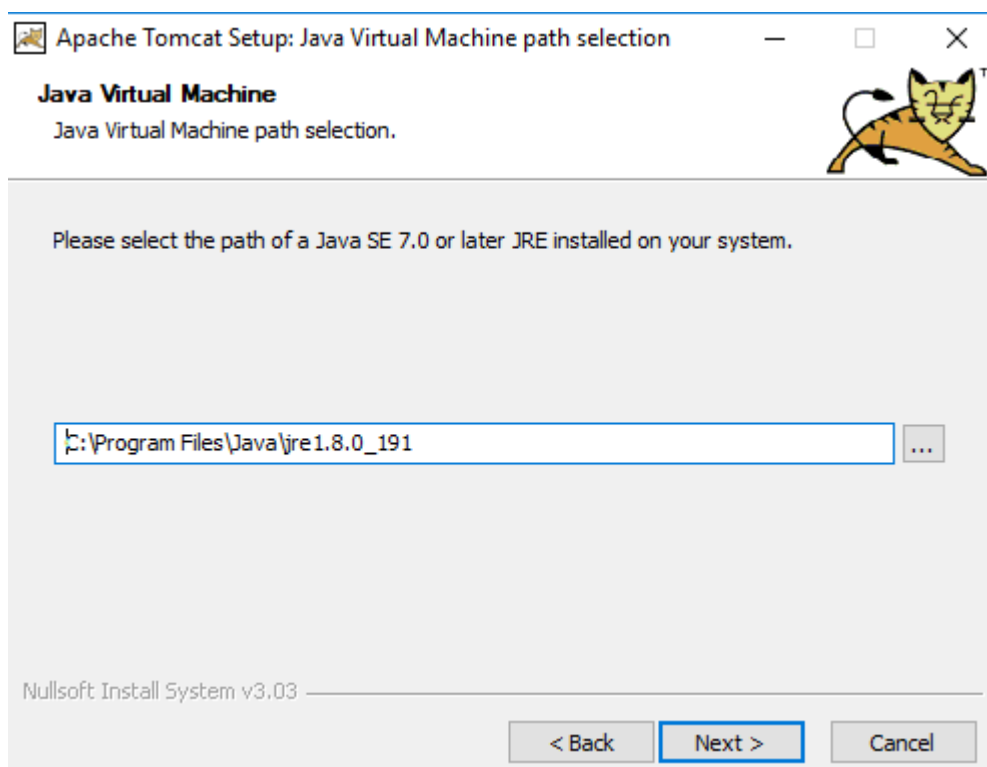 Apache Tomcat Setup: Java Virtual Machine path selection
Java Virtual Machine
Java Virtual Machine path selection.
TM
Please select the path of a Java SE 7.0 or later JRE installed on your system.
C:\Program Files\Java\jre1.8.0_191
...
Nullsoft Install System v3.03
< Back
Next >
Cancel